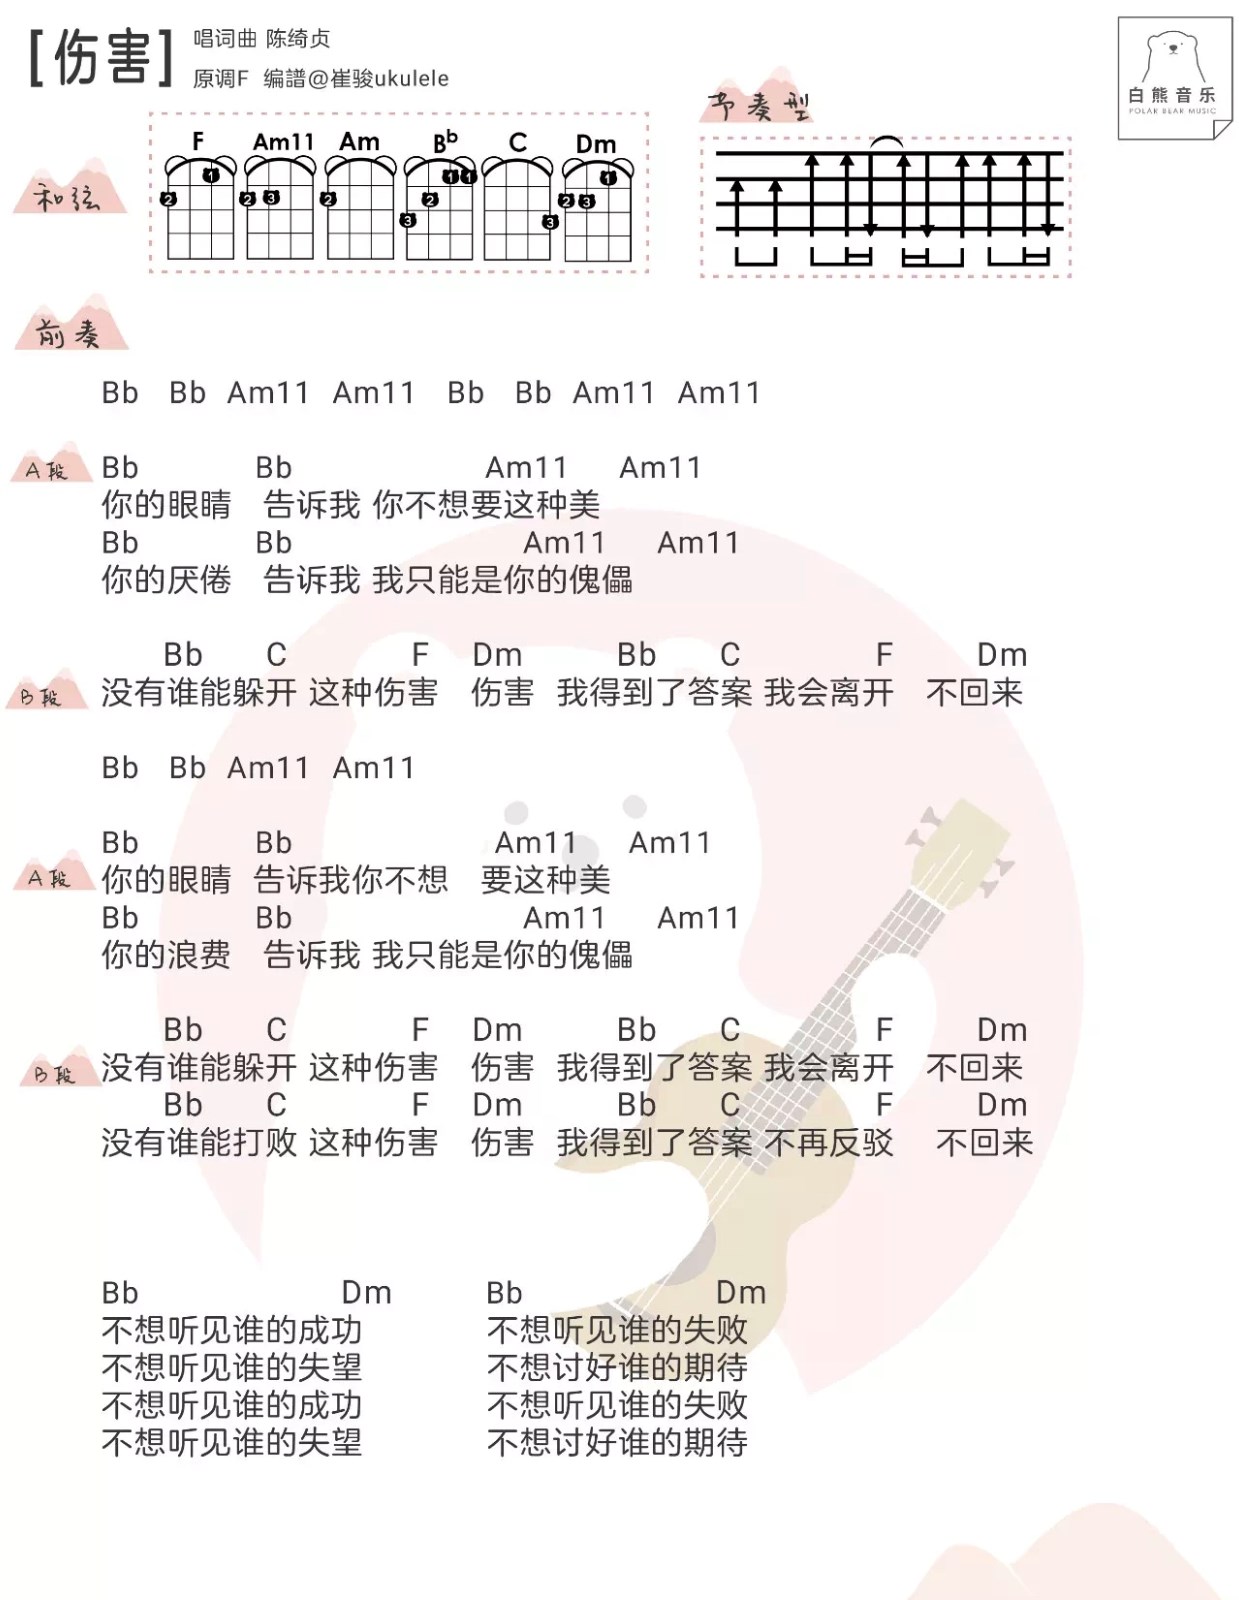 [伤害]
唱词曲 陈绮贞
原调F 编譜@崔骏ukulele
白熊音乐
POLAR BEAR MUSIC
和弦
F Am11 Am Bb C Dm
2 1 2 3 2 3 2 1 1 3 2 3 1
节奏型
前奏
Bb Bb Am11 Am11 Bb Bb Am11 Am11
A段
Bb Bb Am11 Am11
你的眼睛 告诉我 你不想要这种美
Bb Bb Am11 Am11
你的厌倦 告诉我 我只能是你的傀儡
B段
Bb C F Dm Bb C F Dm
没有谁能躲开 这种伤害 伤害 我得到了答案 我会离开 不回来
Bb Bb Am11 Am11
A段
Bb Bb Am11 Am11
你的眼睛 告诉我你不想 要这种美
Bb Bb Am11 Am11
你的浪费 告诉我 我只能是你的傀儡
B段
Bb C F Dm Bb C F Dm
没有谁能躲开 这种伤害 伤害 我得到了答案 我会离开 不回来
Bb C F Dm Bb C F Dm
没有谁能打败 这种伤害 伤害 我得到了答案 不再反驳 不回来
Bb Dm Bb Dm
不想听见谁的成功 不想听见谁的失败
不想听见谁的失望 不想讨好谁的期待
不想听见谁的成功 不想听见谁的失败
不想听见谁的失望 不想讨好谁的期待